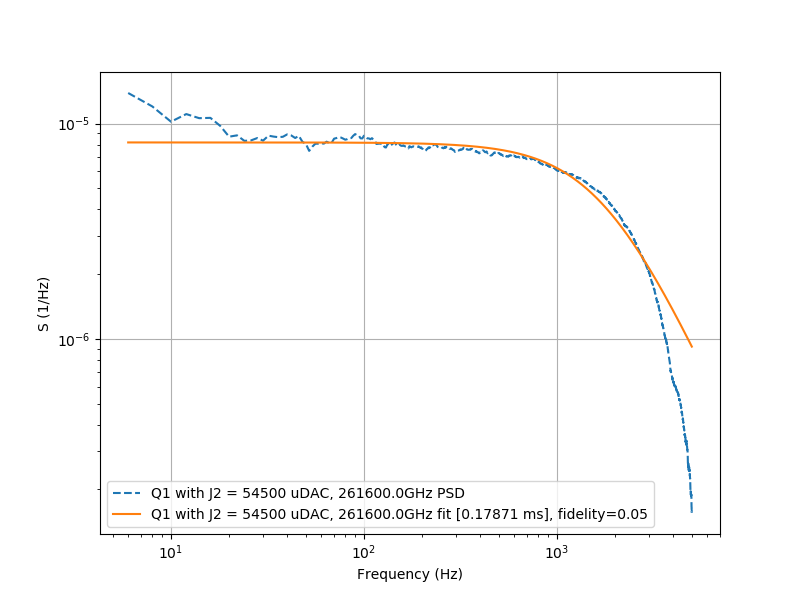 10⁻⁵
10⁻⁶
S (1/Hz)
Q1 with J2 = 54500 uDAC, 261600.0GHz PSD
Q1 with J2 = 54500 uDAC, 261600.0GHz fit [0.17871 ms], fidelity=0.05
10¹ 10² 10³
Frequency (Hz)